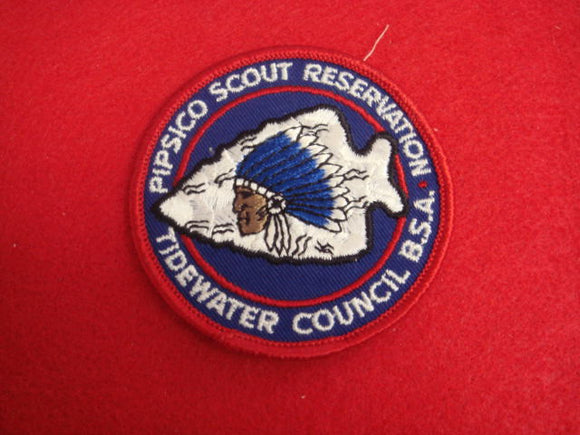 PIPSICO SCOUT RESERVATION
TIDEWATER COUNCIL B.S.A.